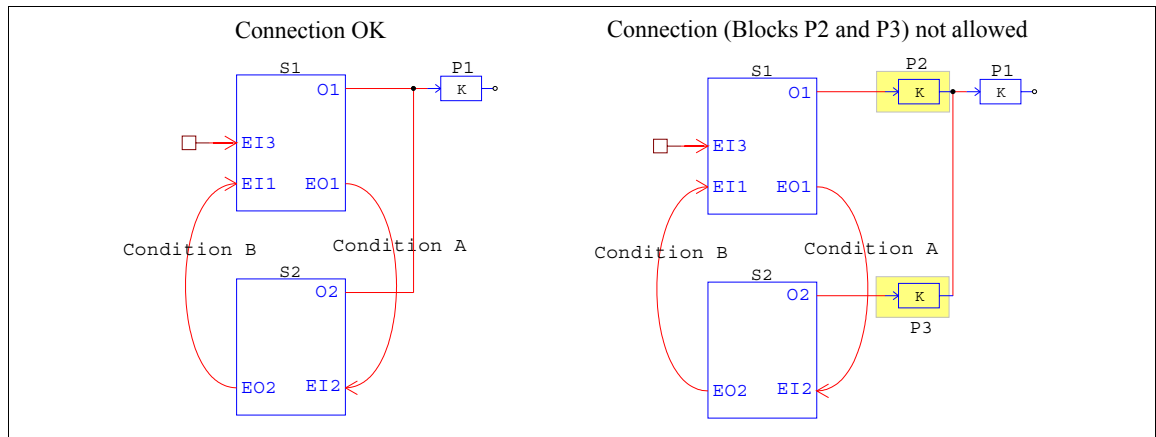 Connection OK
S1
P1
O1
K
EI3
EI1
EO1
Condition B
Condition A
S2
O2
EO2
EI2
Connection (Blocks P2 and P3) not allowed
P2
S1
P1
O1
K
K
EI3
EI1
EO1
Condition B
Condition A
S2
O2
K
P3
EO2
EI2